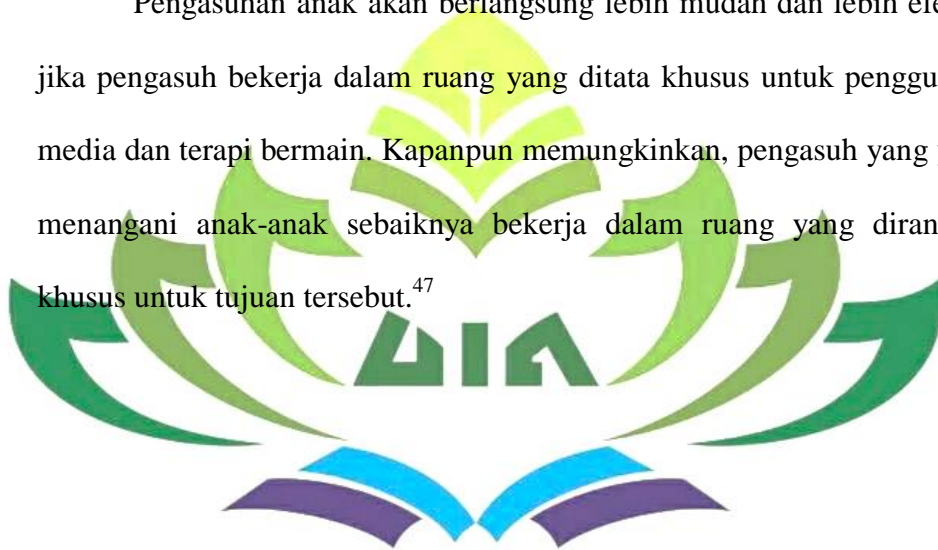 Pengasuhan anak akan berlangsung lebih mudah dan lebih
jika pengasuh bekerja dalam ruang yang ditata khusus untuk
media dan terapi bermain. Kapanpun memungkinkan, pengasuh yang
menangani anak-anak sebaiknya bekerja dalam ruang yang
khusus untuk tujuan tersebut.47
UIN